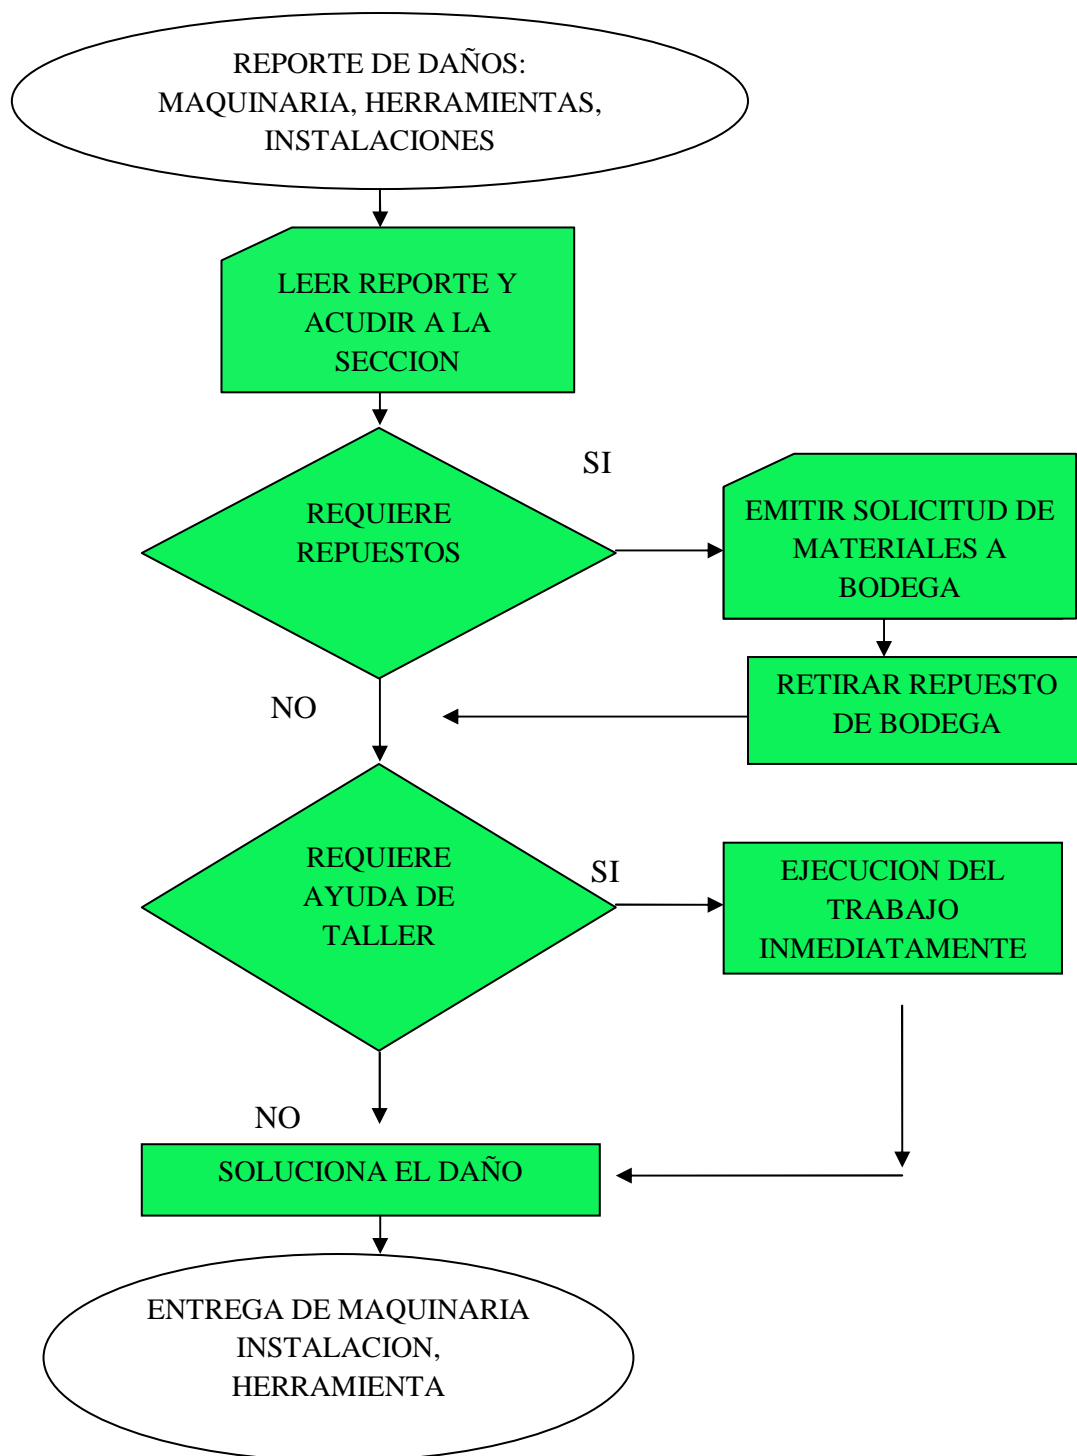 REPORTE DE DAÑOS:
MAQUINARIA, HERRAMIENTAS,
INSTALACIONES
LEER REPORTE Y
ACUDIR A LA
SECCION
SI
REQUIERE
REPUESTOS
EMITIR SOLICITUD DE
MATERIALES A
BODEGA
NO
RETIRAR REPUESTO
DE BODEGA
REQUIERE
AYUDA DE
TALLER
SI
EJECUCION DEL
TRABAJO
INMEDIATAMENTE
NO
SOLUCIONA EL DAÑO
ENTREGA DE MAQUINARIA
INSTALACION,
HERRAMIENTA